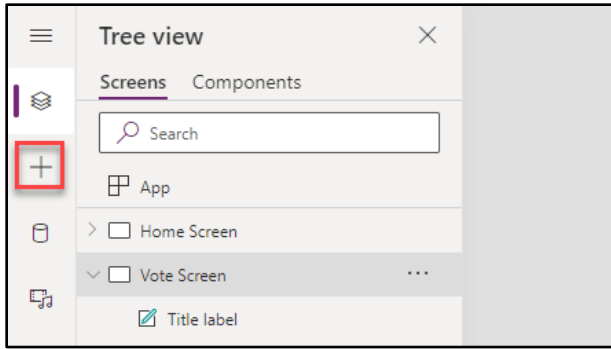 Tree view
Screens Components
Search
App
Home Screen
Vote Screen
Title label